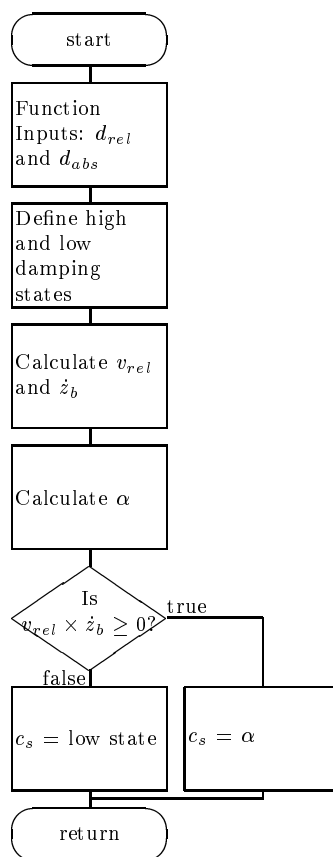 start
Function
Inputs: d_rel
and d_abs
Define high
and low
damping
states
Calculate v_rel
and ż_b
Calculate α
Is
v_rel × ż_b ≥ 0?
true
false
c_s = low state
c_s = α
return